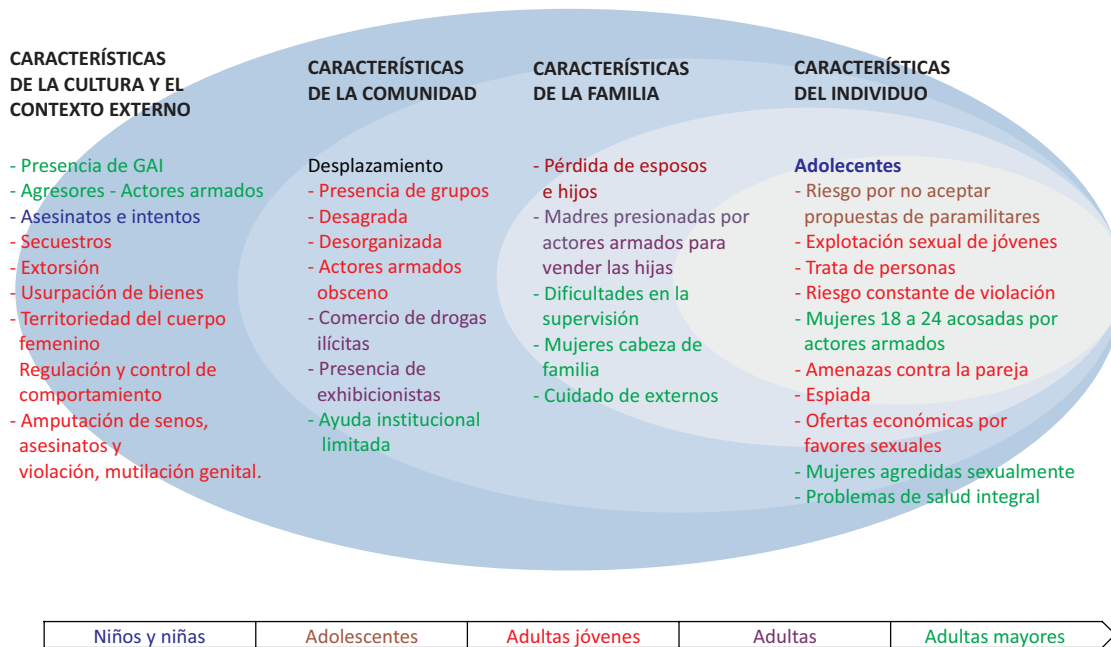 CARACTERÍSTICAS
DE LA CULTURA Y EL
CONTEXTO EXTERNO
- Presencia de GAI
- Agresores - Actores armados
- Asesinatos e intentos
- Secuestros
- Extorsión
- Usurpación de bienes
- Territoriedad del cuerpo
femenino
Regulación y control de
comportamiento
- Amputación de senos,
asesinatos y
violación, mutilación genital.
CARACTERÍSTICAS
DE LA COMUNIDAD
Desplazamiento
- Presencia de grupos
- Desagrada
- Desorganizada
- Actores armados
obsceno
- Comercio de drogas
ilícitas
- Presencia de
exhibicionistas
- Ayuda institucional
limitada
CARACTERÍSTICAS
DE LA FAMILIA
- Pérdida de esposos
e hijos
- Madres presionadas por
actores armados para
vender las hijas
- Dificultades en la
supervisión
- Mujeres cabeza de
familia
- Cuidado de externos
CARACTERÍSTICAS
DEL INDIVIDUO
Adolecentes
- Riesgo por no aceptar
propuestas de paramilitares
- Explotación sexual de jóvenes
- Trata de personas
- Riesgo constante de violación
- Mujeres 18 a 24 acosadas por
actores armados
- Amenazas contra la pareja
- Espiada
- Ofertas económicas por
favores sexuales
- Mujeres agredidas sexualmente
- Problemas de salud integral
Niños y niñas
Adolescentes
Adultas jóvenes
Adultas
Adultas mayores